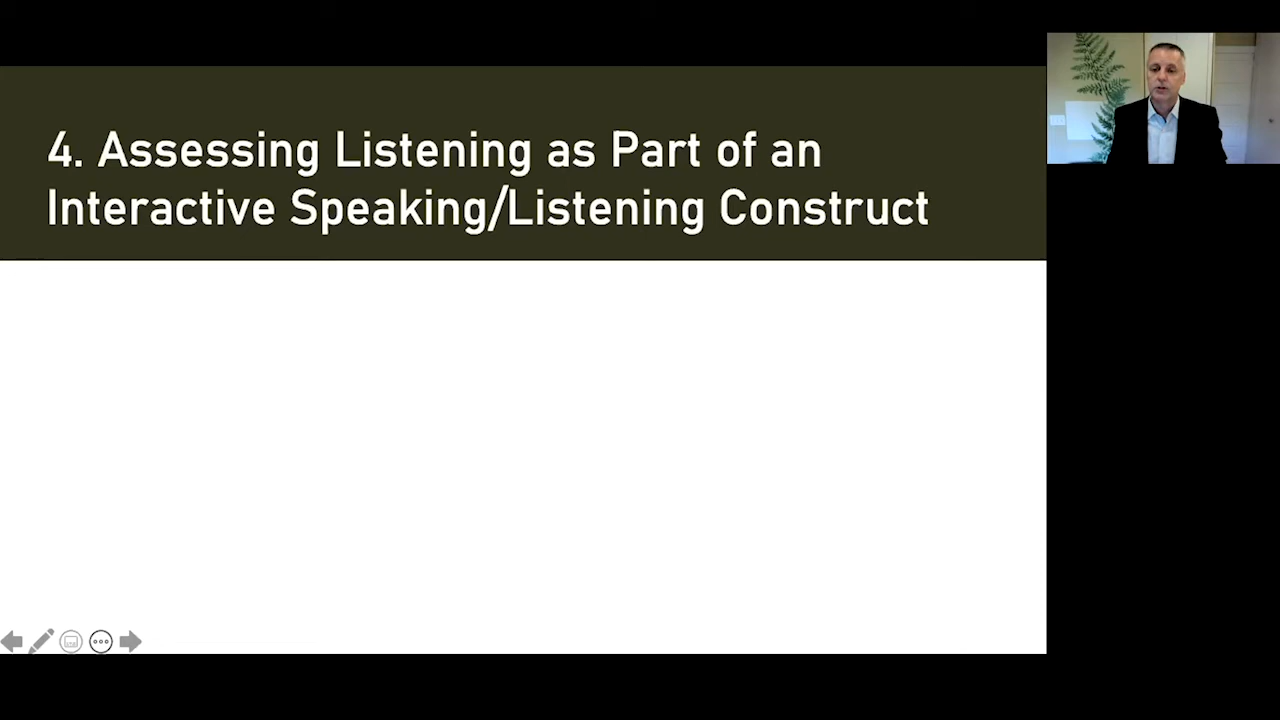 4. Assessing Listening as Part of an
Interactive Speaking/Listening Construct